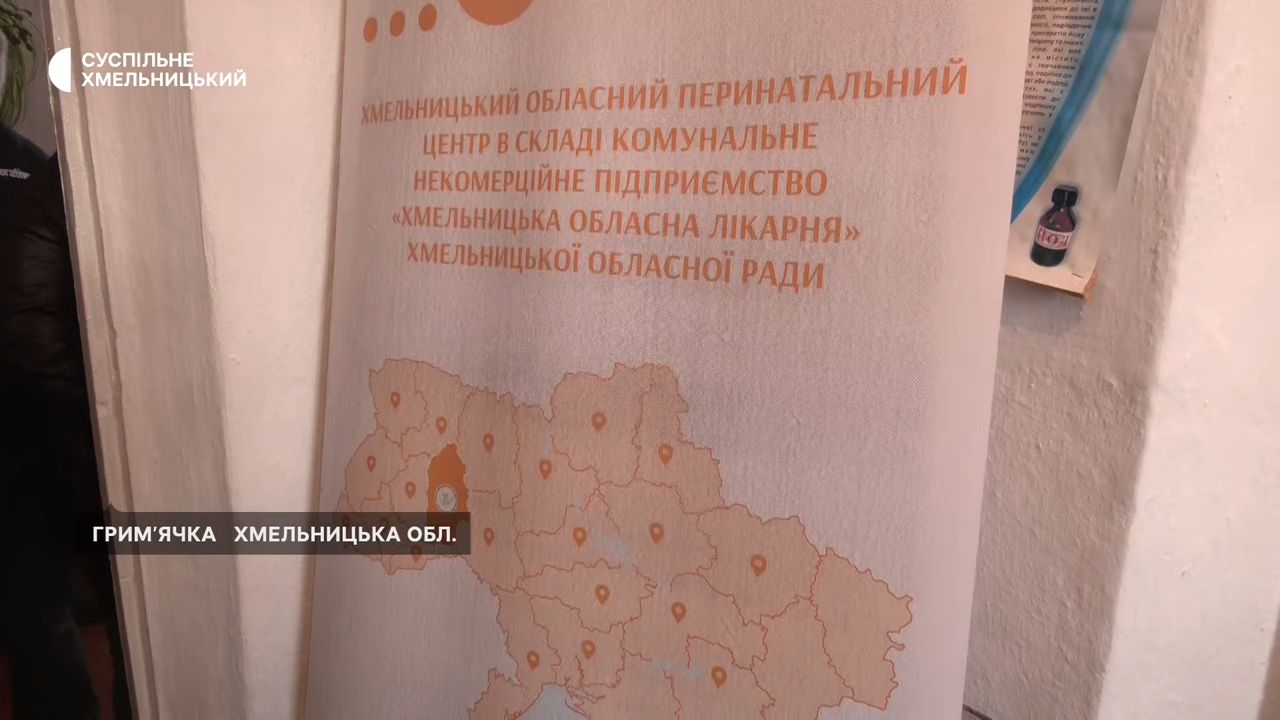 СУСПІЛЬНЕ
ХМЕЛЬНИЦЬКИЙ
ХМЕЛЬНИЦЬКИЙ ОБЛАСНИЙ ПЕРИНАТАЛЬНИЙ
ЦЕНТР В СКЛАДІ КОМУНАЛЬНЕ
НЕКОМЕРЦІЙНЕ ПІДПРИЄМСТВО
«ХМЕЛЬНИЦЬКА ОБЛАСНА ЛІКАРНЯ»
ХМЕЛЬНИЦЬКОЇ ОБЛАСНОЇ РАДИ
ГРИМ’ЯЧКА ХМЕЛЬНИЦЬКА ОБЛ.